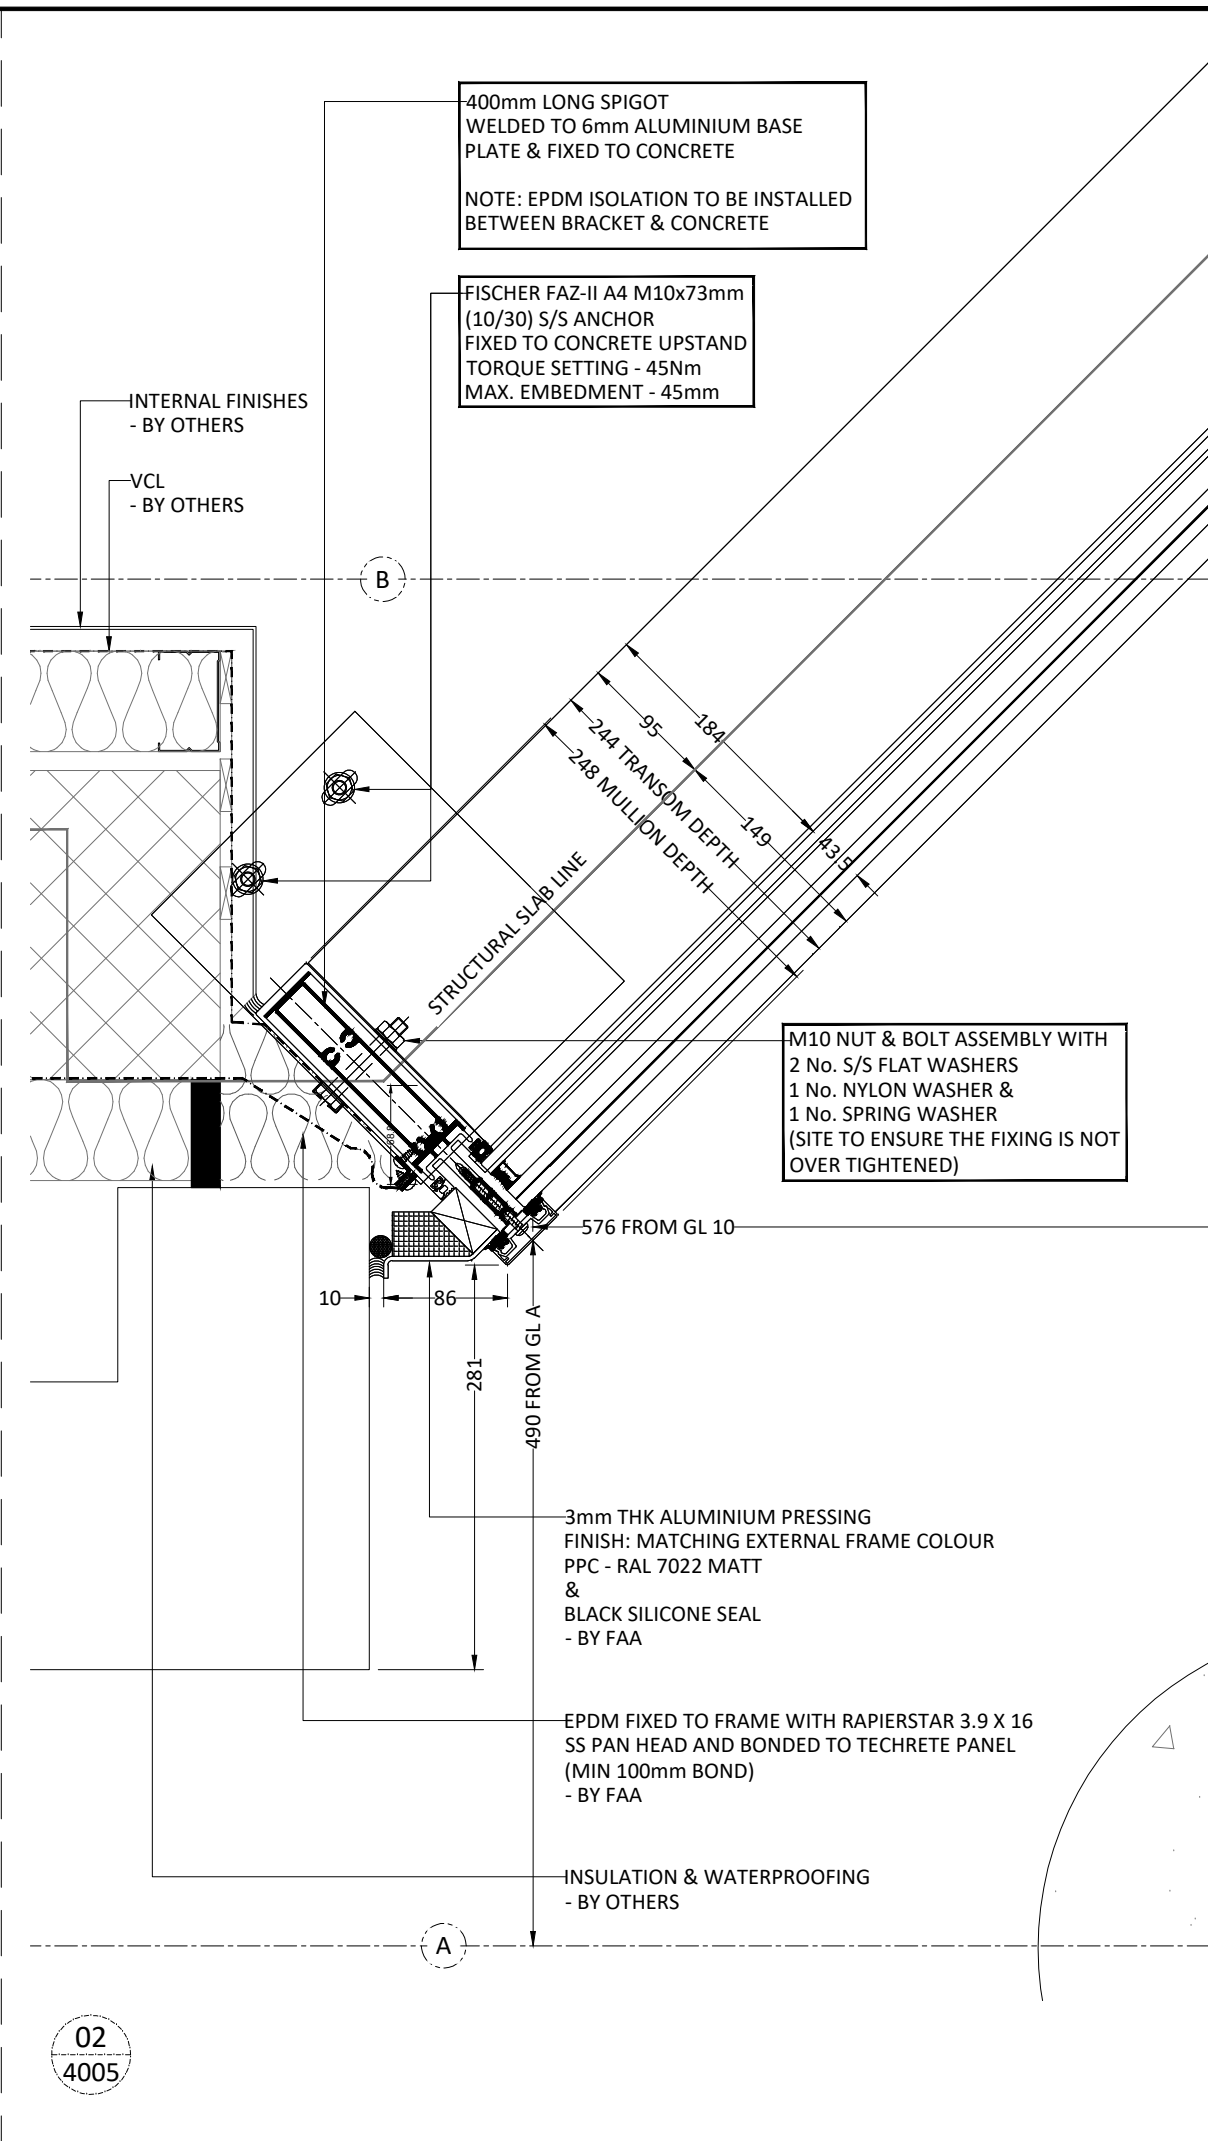 400mm LONG SPIGOT
WELDED TO 6mm ALUMINIUM BASE
PLATE & FIXED TO CONCRETE
NOTE: EPDM ISOLATION TO BE INSTALLED
BETWEEN BRACKET & CONCRETE
FISCHER FAZ-II A4 M10x73mm
(10/30) S/S ANCHOR
FIXED TO CONCRETE UPSTAND
TORQUE SETTING - 45Nm
MAX. EMBEDMENT - 45mm
INTERNAL FINISHES
- BY OTHERS
VCL
- BY OTHERS
B
184
95
244 TRANSOM DEPTH
248 MULLION DEPTH
149
43.5
STRUCTURAL SLAB LINE
M10 NUT & BOLT ASSEMBLY WITH
2 No. S/S FLAT WASHERS
1 No. NYLON WASHER &
1 No. SPRING WASHER
(SITE TO ENSURE THE FIXING IS NOT
OVER TIGHTENED)
576 FROM GL 10
10
86
281
490 FROM GL A
3mm THK ALUMINIUM PRESSING
FINISH: MATCHING EXTERNAL FRAME COLOUR
PPC - RAL 7022 MATT
&
BLACK SILICONE SEAL
- BY FAA
EPDM FIXED TO FRAME WITH RAPIERSTAR 3.9 X 16
SS PAN HEAD AND BONDED TO TECHRETE PANEL
(MIN 100mm BOND)
- BY FAA
INSULATION & WATERPROOFING
- BY OTHERS
A
02
4005